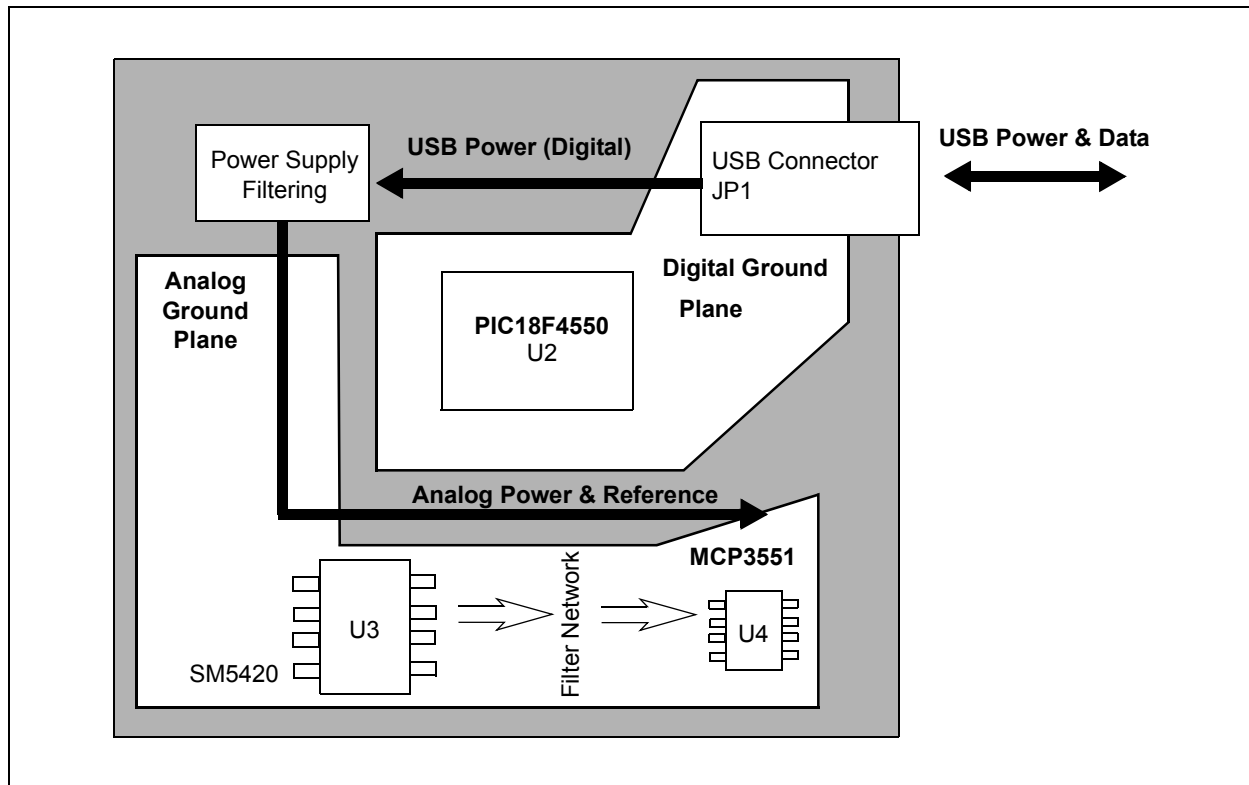 USB Power & Data
USB Power (Digital)
Power Supply
Filtering
USB Connector
JP1
Analog
Ground
Plane
Digital Ground
Plane
PIC18F4550
U2
Analog Power & Reference
MCP3551
U3
Filter Network
U4
SM5420